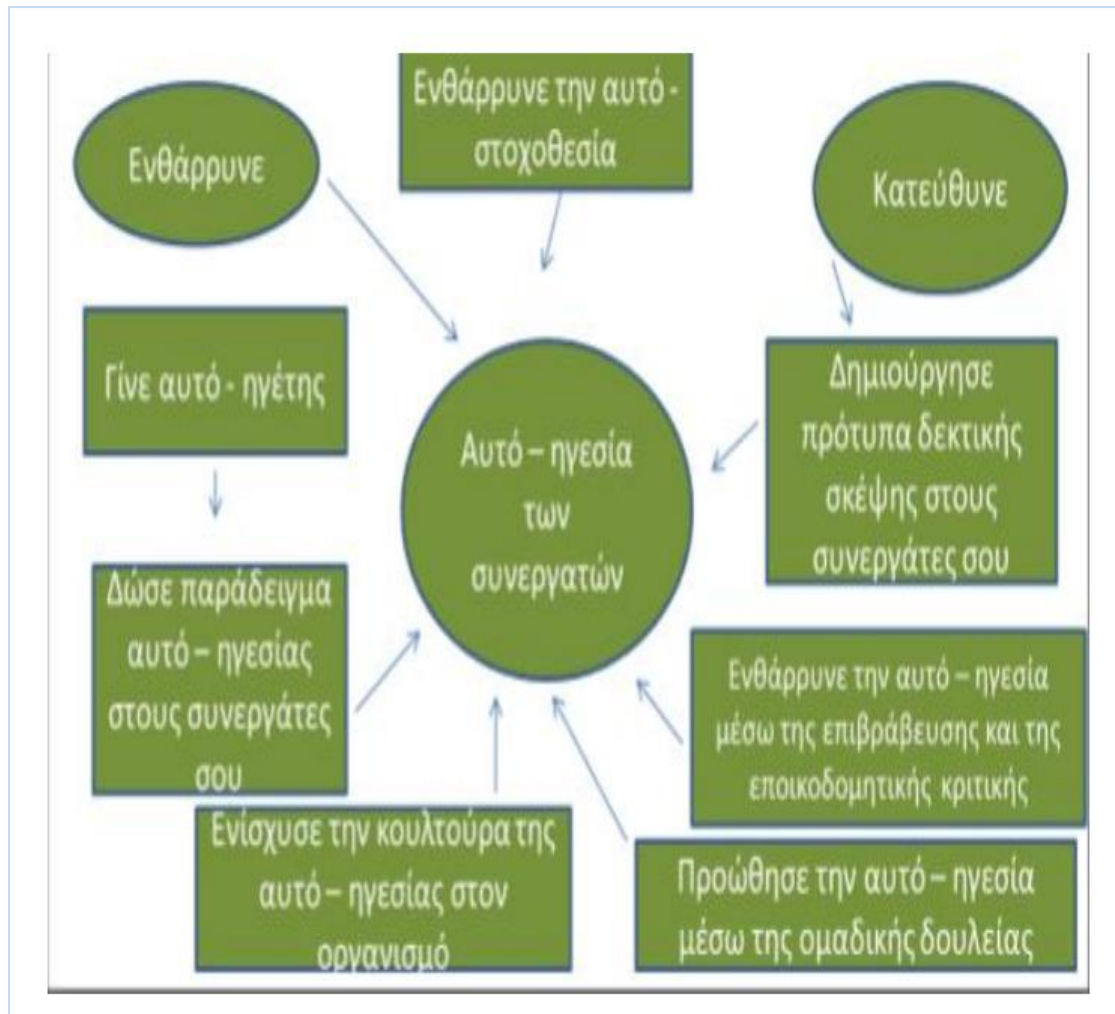 Ενθάρρυνε
Ενθάρρυνε την αυτό -
στοχοθεσία
Κατεύθυνε
Γίνε αυτό - ηγέτης
Αυτό – ηγεσία
των
συνεργατών
Δημιούργησε
πρότυπα δεκτικής
σκέψης στους
συνεργάτες σου
Δώσε παράδειγμα
αυτό – ηγεσίας
στους συνεργάτες
σου
Ενθάρρυνε την αυτό – ηγεσία
μέσω της επιβράβευσης και της
εποικοδομητικής κριτικής
Ενίσχυσε την κουλτούρα της
αυτό – ηγεσίας στον
οργανισμό
Προώθησε την αυτό – ηγεσία
μέσω της ομαδικής δουλείας